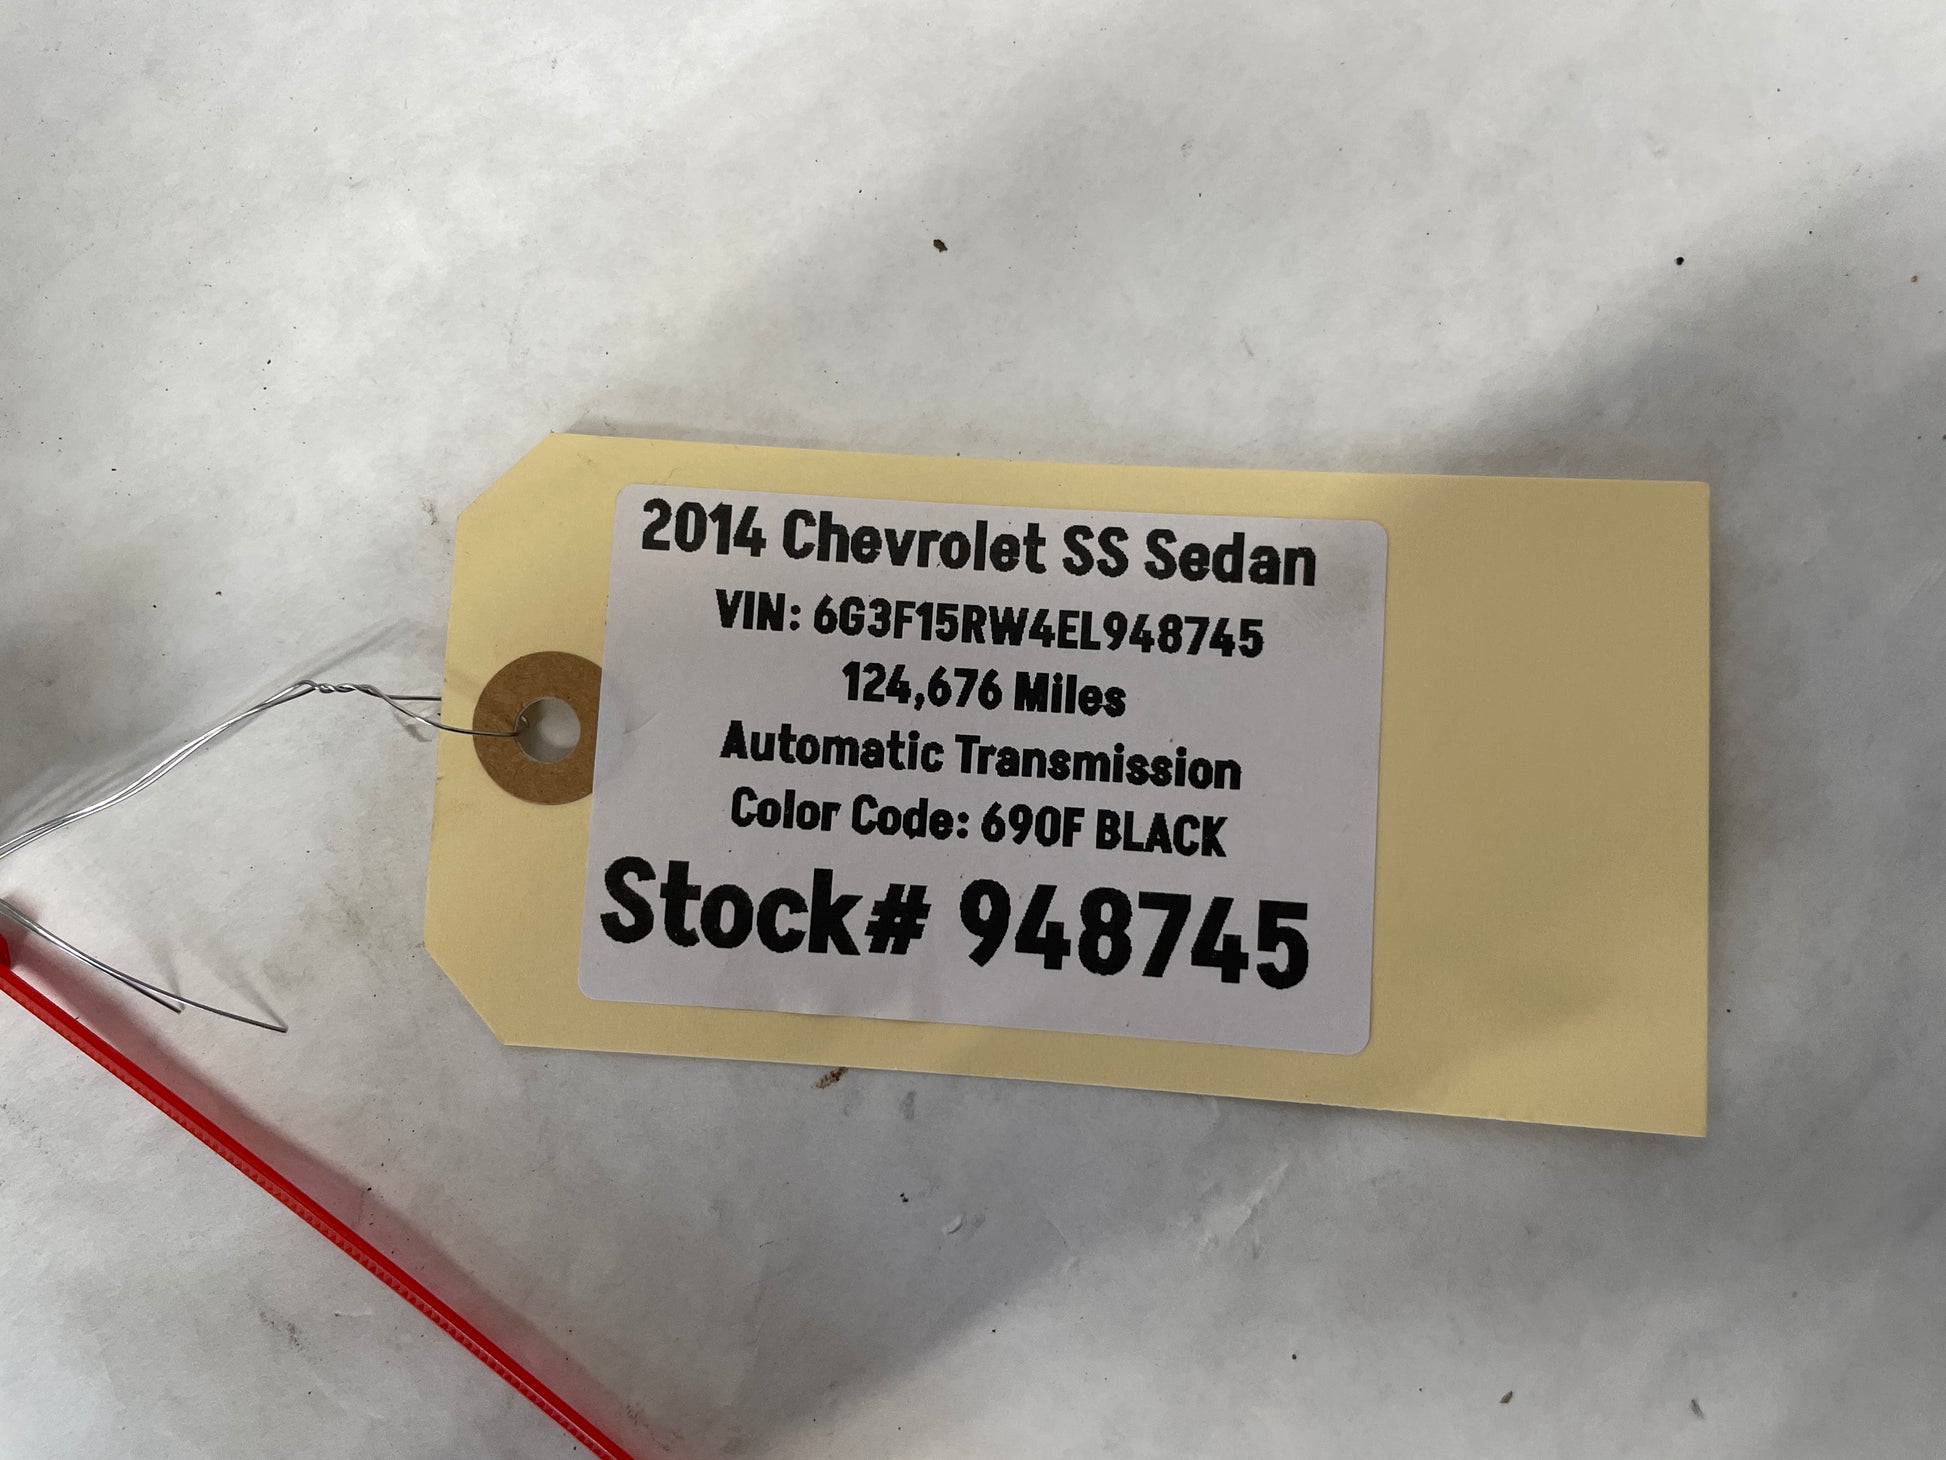 2014 Chevrolet SS Sedan
VIN: 6G3F15RW4EL948745
124,676 Miles
Automatic Transmission
Color Code: 690F BLACK
Stock# 948745